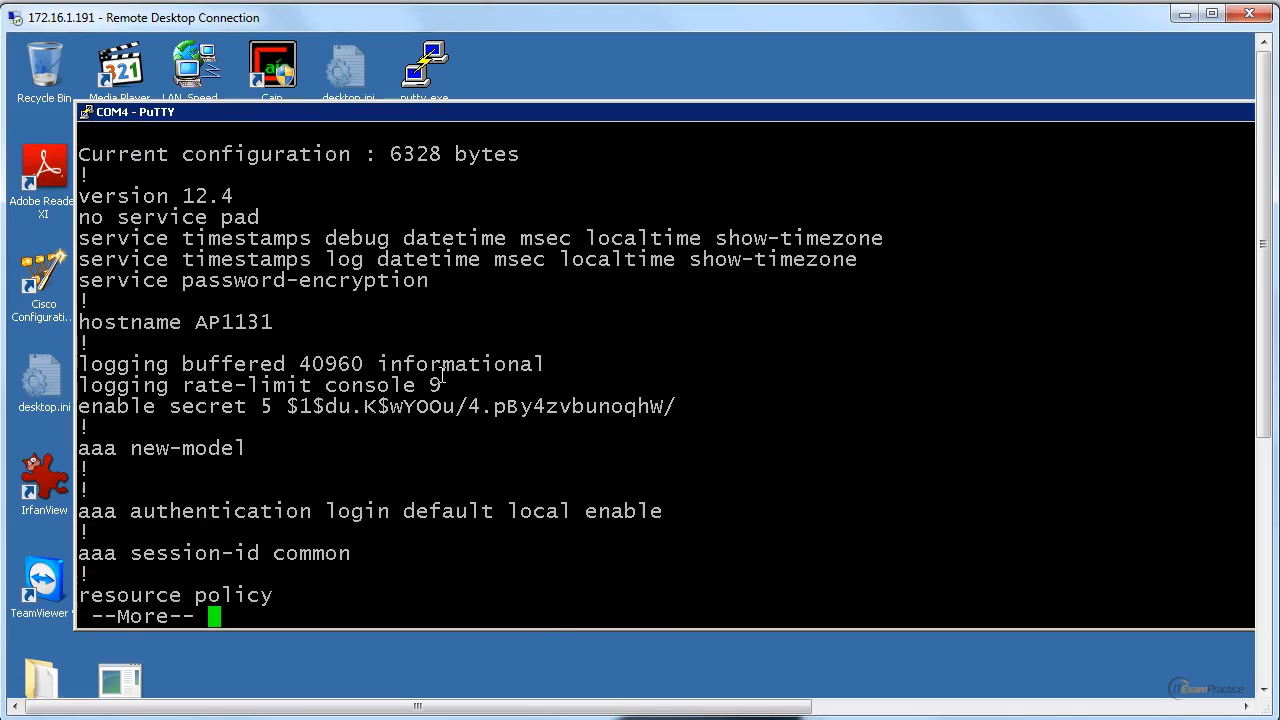 172.16.1.191 - Remote Desktop Connection
Recycle Bin
Media Player
LAN_Speed
Cain
desktop.ini
putty.exe
COM4 - PuTTY
Adobe Reade
XI
Cisco
Configurati...
desktop.ini
IrfanView
TeamViewer
Current configuration : 6328 bytes
!
version 12.4
no service pad
service timestamps debug datetime msec localtime show-timezone
service timestamps log datetime msec localtime show-timezone
service password-encryption
!
hostname AP1131
!
logging buffered 40960 informational
logging rate-limit console 9
enable secret 5 $1$du.K$wYOOu/4.pBy4zvbunoqhW/
!
aaa new-model
!
!
aaa authentication login default local enable
!
aaa session-id common
!
resource policy
--More--
ITExamPractice